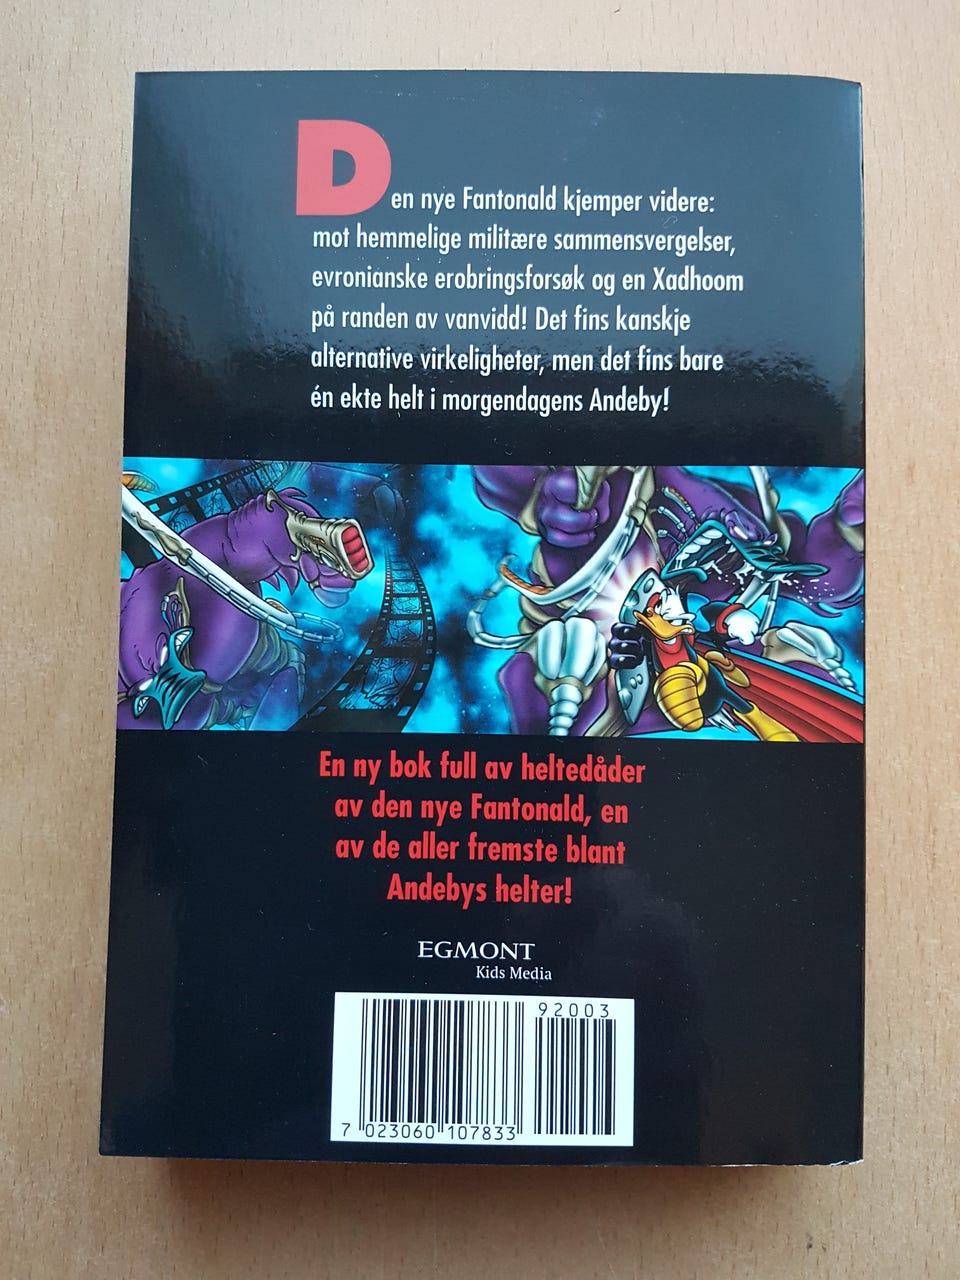 Den nye Fantonald kjemper videre:
mot hemmelige militære sammensvergelser,
evronianske erobringsforsøk og en Xadhoom
på randen av vanvidd! Det fins kanskje
alternative virkeligheter, men det fins bare
én ekte helt i morgendagens Andeby!
En ny bok full av heltedåder
av den nye Fantonald, en
av de aller fremste blant
Andebys helter!
EGMONT
Kids Media
92003
7 023060 107833